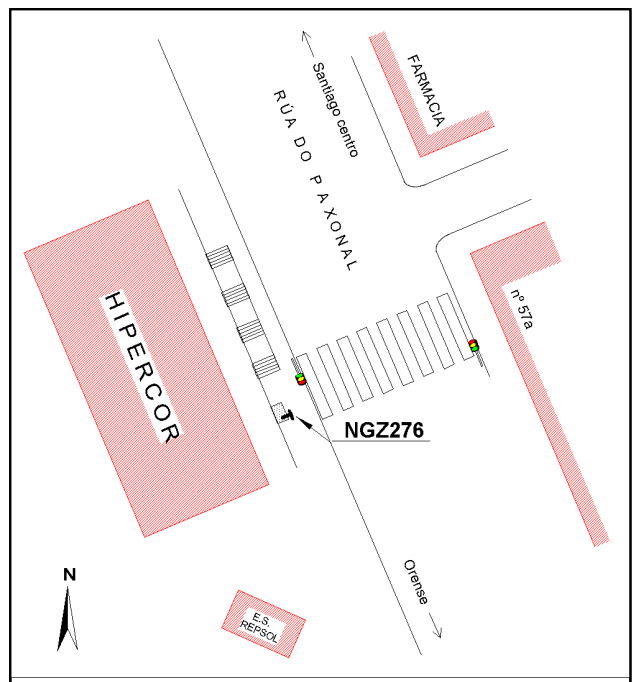 FARMACIA
Santiago centro
RÚA DO PAXONAL
HIPERCOR
nº 57a
NGZ276
Orense
N
E.S.
REPSOL